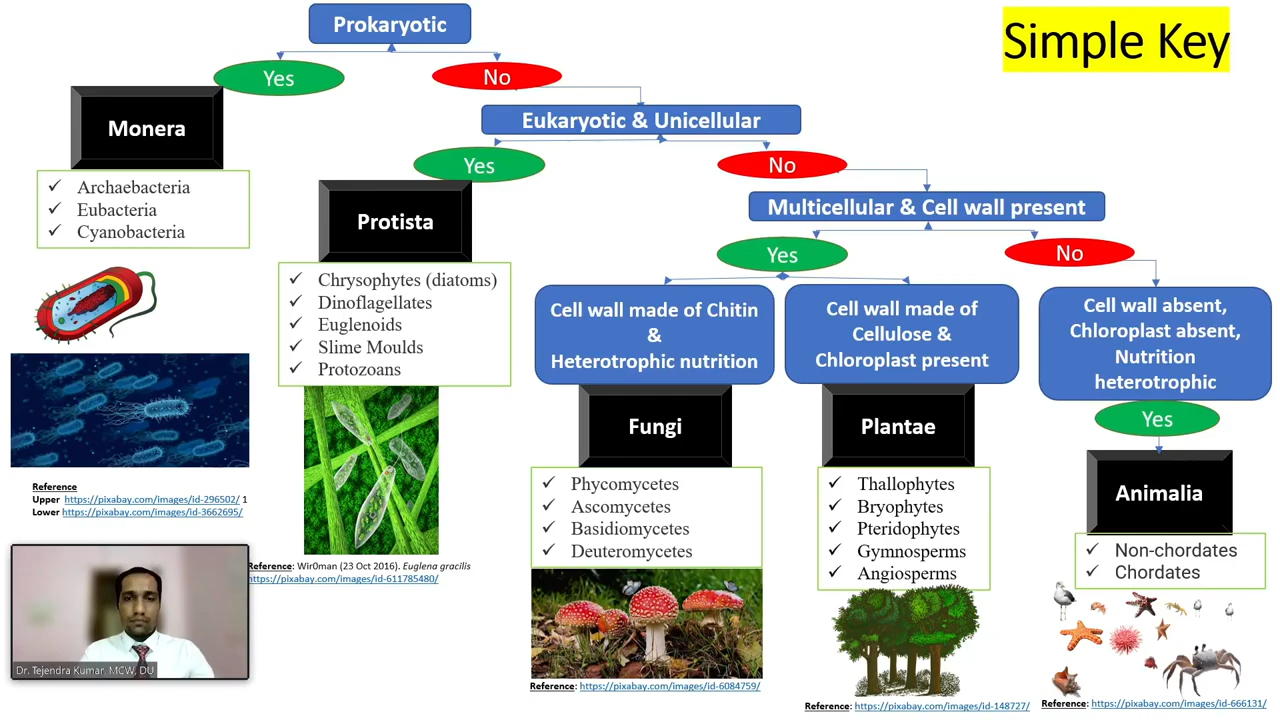 Simple Key
Prokaryotic
Yes
No
Monera
✓ Archaebacteria
✓ Eubacteria
✓ Cyanobacteria
Eukaryotic & Unicellular
Yes
No
Protista
✓ Chrysophytes (diatoms)
✓ Dinoflagellates
✓ Euglenoids
✓ Slime Moulds
✓ Protozoans
Multicellular & Cell wall present
Yes
No
Cell wall made of Chitin
&
Heterotrophic nutrition
Cell wall made of
Cellulose &
Chloroplast present
Cell wall absent,
Chloroplast absent,
Nutrition
heterotrophic
Yes
Fungi
✓ Phycomycetes
✓ Ascomycetes
✓ Basidiomycetes
✓ Deuteromycetes
Plantae
✓ Thallophytes
✓ Bryophytes
✓ Pteridophytes
✓ Gymnosperms
✓ Angiosperms
Animalia
✓ Non-chordates
✓ Chordates
Reference
Upper https://pixabay.com/images/id-296502/ 1
Lower https://pixabay.com/images/id-3662695/
Reference: Wir0man (23 Oct 2016). Euglena gracilis
https://pixabay.com/images/id-611785480/
Reference: https://pixabay.com/images/id-6084759/
Reference: https://pixabay.com/images/id-148727/
Reference: https://pixabay.com/images/id-666131/
Dr. Tejendra Kumar, MCW, DU